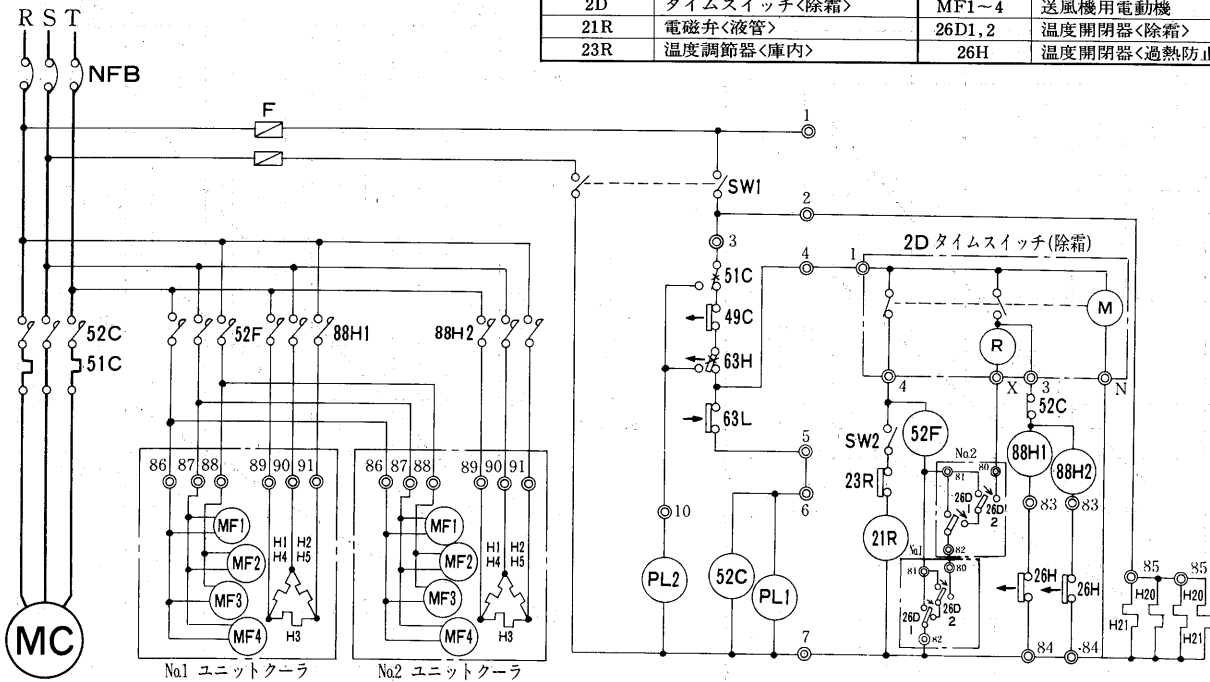 2D タイムスイッチ<除霜> MF1~4 送風機用電動機
21R 電磁弁<液管> 26D1,2 温度開閉器<除霜>
23R 温度調節器<庫内> 26H 温度開閉器<過熱防止
R S T
NFB
F
1
SW1
2
3
4
1
2D タイムスイッチ(除霜)
51C
49C
63H
63L
M
R
4
X
3
N
52C
51C
52F
88H1
88H2
52C
SW2
52F
88H1
88H2
23R
No.2
81
80
26D
1
26D
2
82
83
83
5
6
86 87 88 89 90 91
86 87 88 89 90 91
10
21R
MF1
MF2
MF3
MF4
H1
H4
H2
H5
H3
MF1
MF2
MF3
MF4
H1
H4
H2
H5
H3
PL2
52C
PL1
No.1
81
80
26D
1
26D
2
82
26H
26H
85
85
H20
H21
H20
H21
7
84
84
MC
No.1 ユニットクーラ
No.2 ユニットクーラ